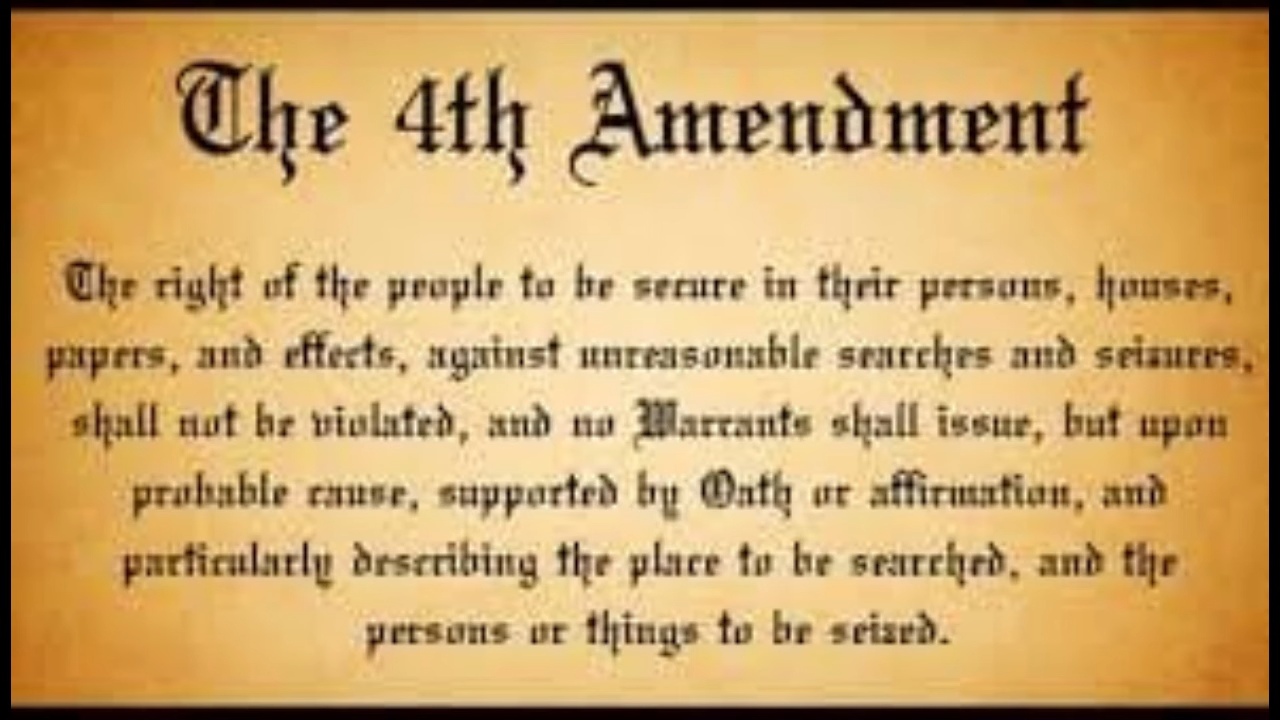 The 4th Amendment
The right of the people to be secure in their persons, houses,
papers, and effects, against unreasonable searches and seizures,
shall not be violated, and no Warrants shall issue, but upon
probable cause, supported by Oath or affirmation, and
particularly describing the place to be searched, and the
persons or things to be seized.